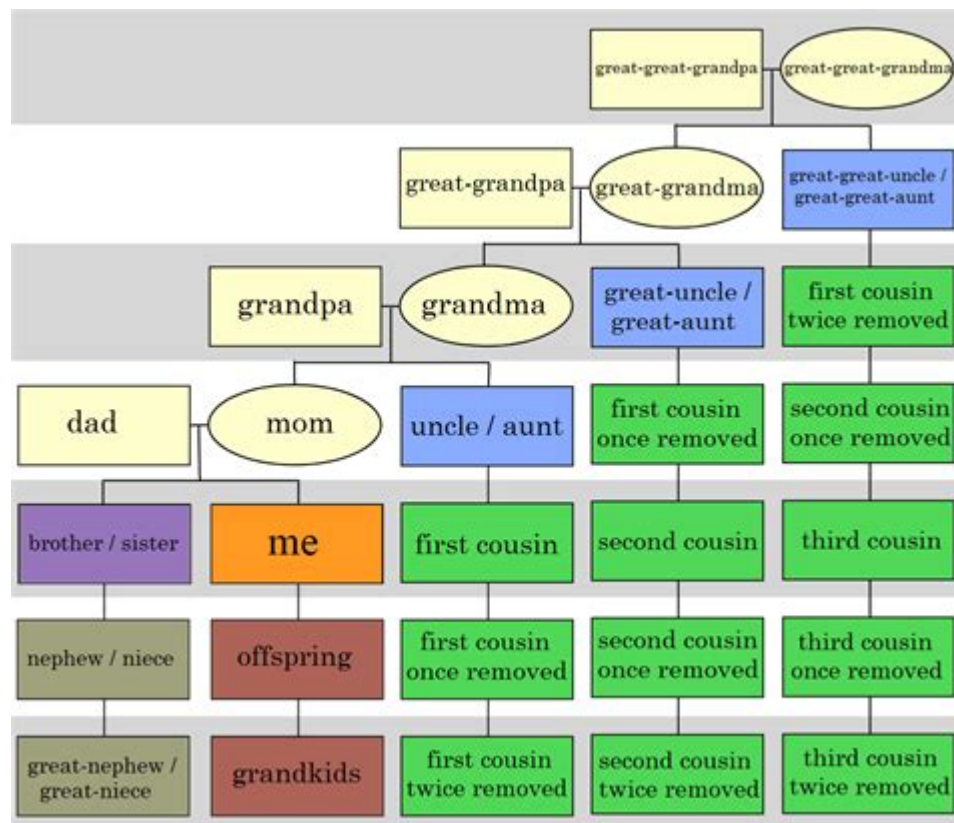 great-great-grandpa
great-great-grandma
great-grandpa
great-grandma
great-great-uncle /
great-great-aunt
grandpa
grandma
great-uncle /
great-aunt
first cousin
twice removed
dad
mom
uncle / aunt
first cousin
once removed
second cousin
once removed
brother / sister
me
first cousin
second cousin
third cousin
nephew / niece
offspring
first cousin
once removed
second cousin
once removed
third cousin
once removed
great-nephew /
great-niece
grandkids
first cousin
twice removed
second cousin
twice removed
third cousin
twice removed